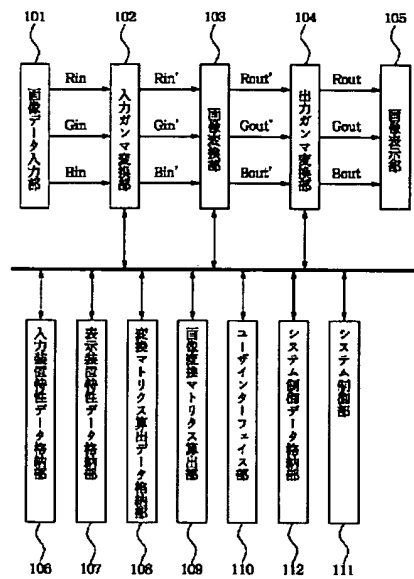 101
102
103
104
105
画像データ入力部
Rin
Gin
Bin
入力ガンマ変換部
Rin'
Gin'
Bin'
画像変換部
Rout'
Gout'
Bout'
出力ガンマ変換部
Rout
Gout
Bout
画像表示部
入力装置特性データ格納部
表示装置特性データ格納部
変換マトリクス算出データ格納部
画像変換マトリクス算出部
ユーザインターフェイス部
システム制御データ格納部
システム制御部
106
107
108
109
110
112
111